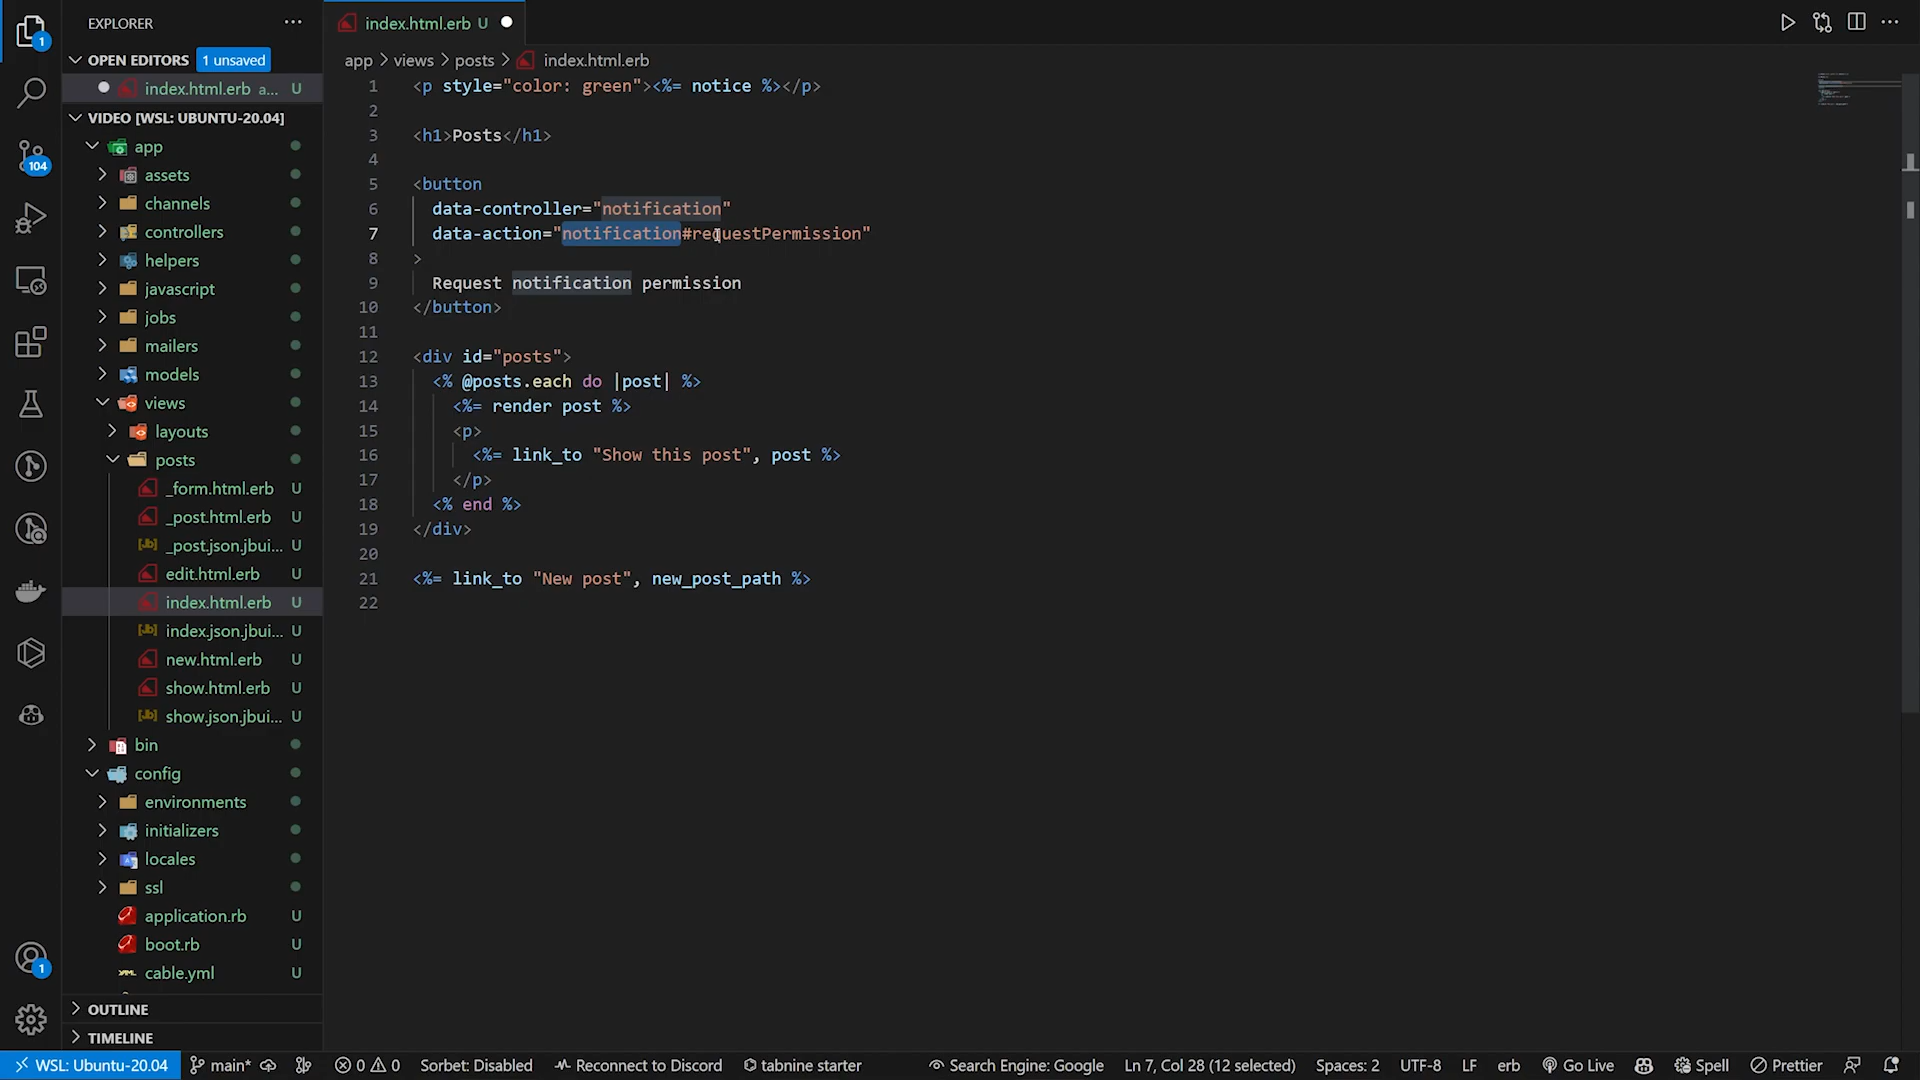 EXPLORER
OPEN EDITORS 1 unsaved
index.html.erb a... U
VIDEO [WSL: UBUNTU-20.04]
app
assets
channels
controllers
helpers
javascript
jobs
mailers
models
views
layouts
posts
_form.html.erb U
_post.html.erb U
_post.json.jbui... U
edit.html.erb U
index.html.erb U
index.json.jbui... U
new.html.erb U
show.html.erb U
show.json.jbui... U
bin
config
environments
initializers
locales
ssl
application.rb U
boot.rb U
cable.yml U
OUTLINE
TIMELINE
1
104
1
index.html.erb U
app > views > posts > index.html.erb
1 <p style="color: green"><%= notice %></p>
2
3 <h1>Posts</h1>
4
5 <button
6 data-controller="notification"
7 data-action="notification#requestPermission"
8 >
9 Request notification permission
10 </button>
11
12 <div id="posts">
13 <% @posts.each do |post| %>
14 <%= render post %>
15 <p>
16 <%= link_to "Show this post", post %>
17 </p>
18 <% end %>
19 </div>
20
21 <%= link_to "New post", new_post_path %>
22
WSL: Ubuntu-20.04 main* 0 0 Sorbet: Disabled Reconnect to Discord tabnine starter Search Engine: Google Ln 7, Col 28 (12 selected) Spaces: 2 UTF-8 LF erb Go Live Spell Prettier